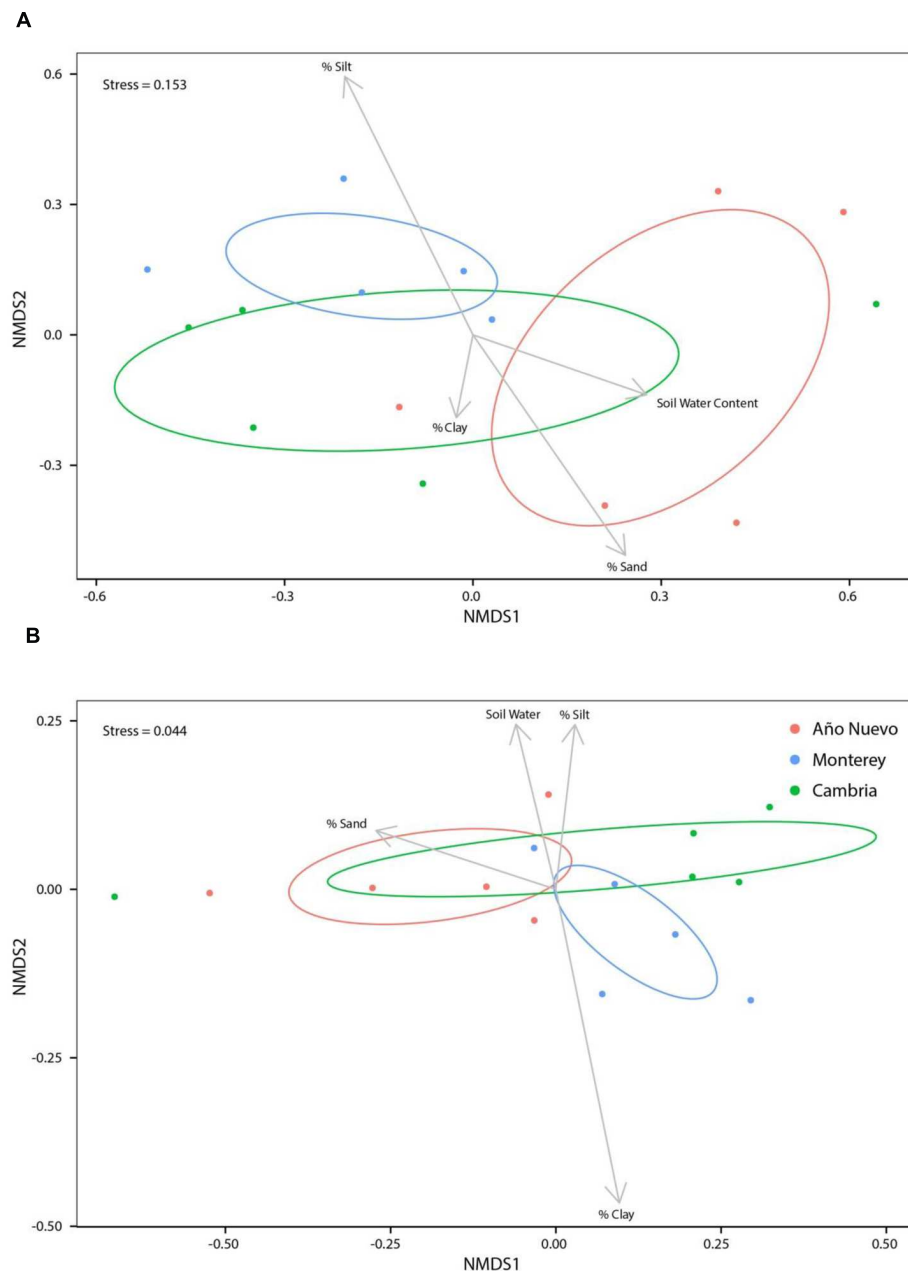 A
Stress = 0.153
% Silt
0.6
0.3
0.0
-0.3
NMDS2
Soil Water Content
% Clay
% Sand
-0.6 -0.3 0.0 0.3 0.6
NMDS1
B
Stress = 0.044
Soil Water % Silt
Año Nuevo
Monterey
Cambria
% Sand
0.25
0.00
-0.25
-0.50
NMDS2
% Clay
-0.50 -0.25 0.00 0.25 0.50
NMDS1